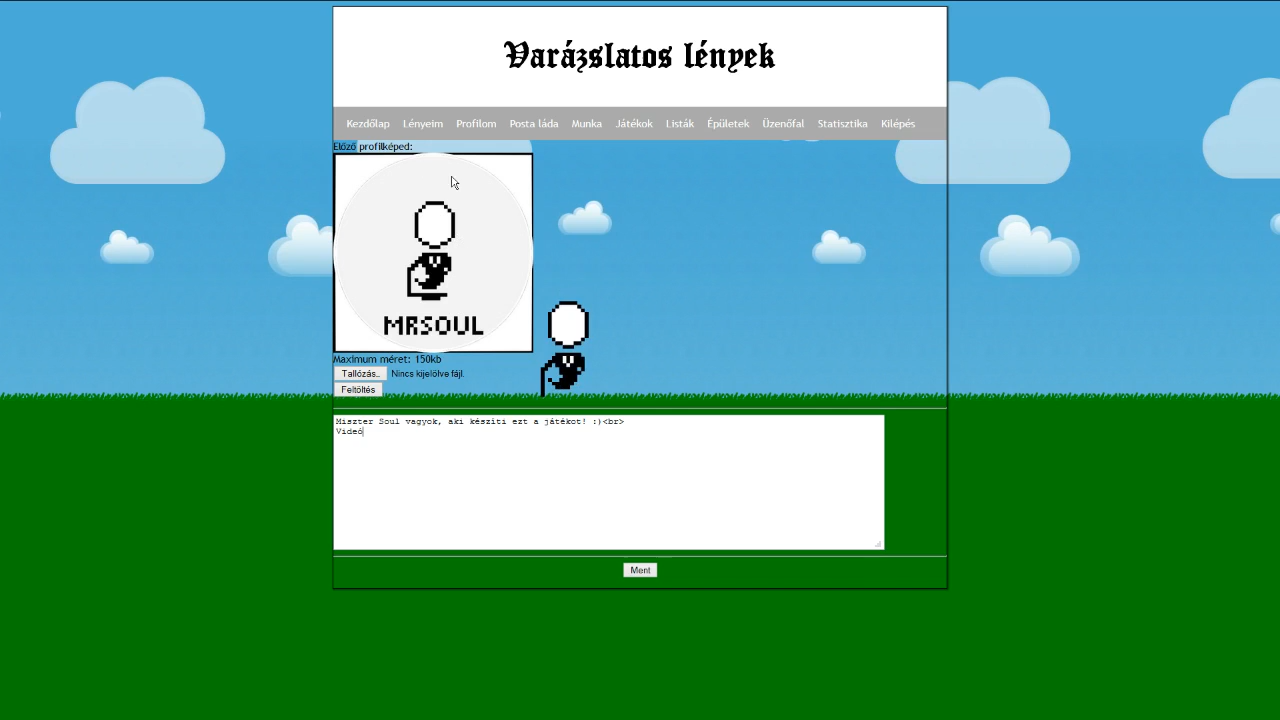 Varázslatos lények
Kezdőlap Lényeim Profilom Posta láda Munka Játékok Listák Épületek Üzenőfal Statisztika Kilépés
Előző profilképed:
MRSOUL
Maximum méret: 150kb
Tallózás.. Nincs kijelölve fájl.
Feltöltés
Miszter Soul vagyok, aki készíti ezt a játékot! :)<br>
Videó
Ment